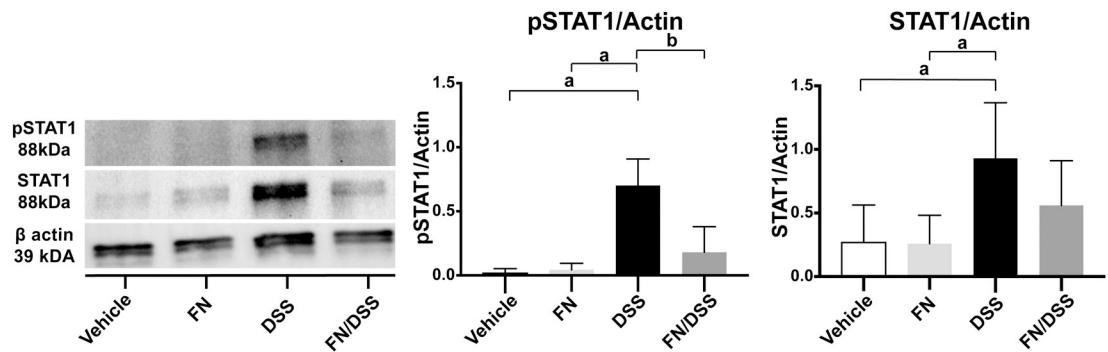 pSTAT1
88kDa
STAT1
88kDa
β actin
39 kDA
Vehicle
FN
DSS
FN/DSS
pSTAT1/Actin
a
a
b
pSTAT1/Actin
1.5
1.0
0.5
0.0
Vehicle
FN
DSS
FN/DSS
STAT1/Actin
a
a
STAT1/Actin
1.5
1.0
0.5
0.0
Vehicle
FN
DSS
FN/DSS